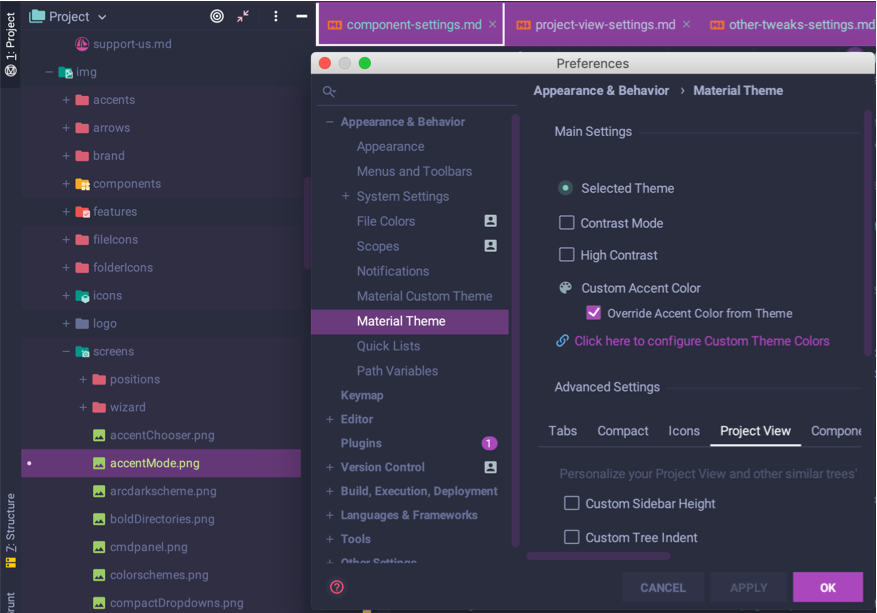 1: Project
7: Structure
Project
support-us.md
img
accents
arrows
brand
components
features
fileIcons
folderIcons
icons
logo
screens
positions
wizard
accentChooser.png
accentMode.png
arcdarkscheme.png
boldDirectories.png
cmdpanel.png
colorschemes.png
compactDropdowns.png
component-settings.md
project-view-settings.md
other-tweaks-settings.md
Preferences
Appearance & Behavior
Appearance
Menus and Toolbars
System Settings
File Colors
Scopes
Notifications
Material Custom Theme
Material Theme
Quick Lists
Path Variables
Keymap
Editor
Plugins 1
Version Control
Build, Execution, Deployment
Languages & Frameworks
Tools
Other Settings
Appearance & Behavior › Material Theme
Main Settings
Selected Theme
Contrast Mode
High Contrast
Custom Accent Color
Override Accent Color from Theme
Click here to configure Custom Theme Colors
Advanced Settings
Tabs Compact Icons Project View Compone
Personalize your Project View and other similar trees'
Custom Sidebar Height
Custom Tree Indent
? CANCEL APPLY OK